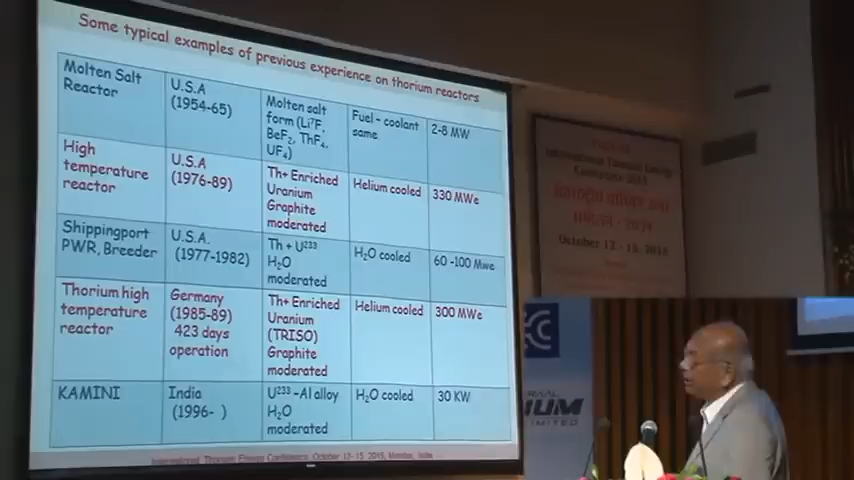 Some typical examples of previous experience on thorium reactors
Molten Salt
Reactor
U.S.A
(1954-65)
Molten salt
form (Li⁷F,
BeF₂, ThF₄,
UF₄)
Fuel - coolant
same
2-8 MW
High
temperature
reactor
U.S.A
(1976-89)
Th+ Enriched
Uranium
Graphite
moderated
Helium cooled
330 MWe
Shippingport
PWR, Breeder
U.S.A.
(1977-1982)
Th + U²³³
H₂O
moderated
H₂O cooled
60 -100 Mwe
Thorium high
temperature
reactor
Germany
(1985-89)
423 days
operation
Th+ Enriched
Uranium
(TRISO)
Graphite
moderated
Helium cooled
300 MWe
KAMINI
India
(1996- )
U²³³ -Al alloy
H₂O
moderated
H₂O cooled
30 KW
International Thorium Energy Conference, October 12-15, 2015, Mumbai, India
International Thorium Energy
Conference 2015
October 12 - 15, 2015
IUM
LIMITED